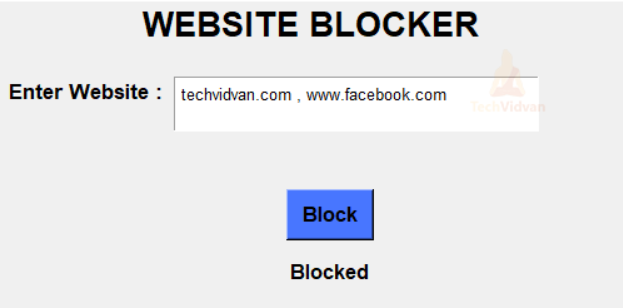 WEBSITE BLOCKER
Enter Website : techvidvan.com , www.facebook.com
TechVidvan
Block
Blocked